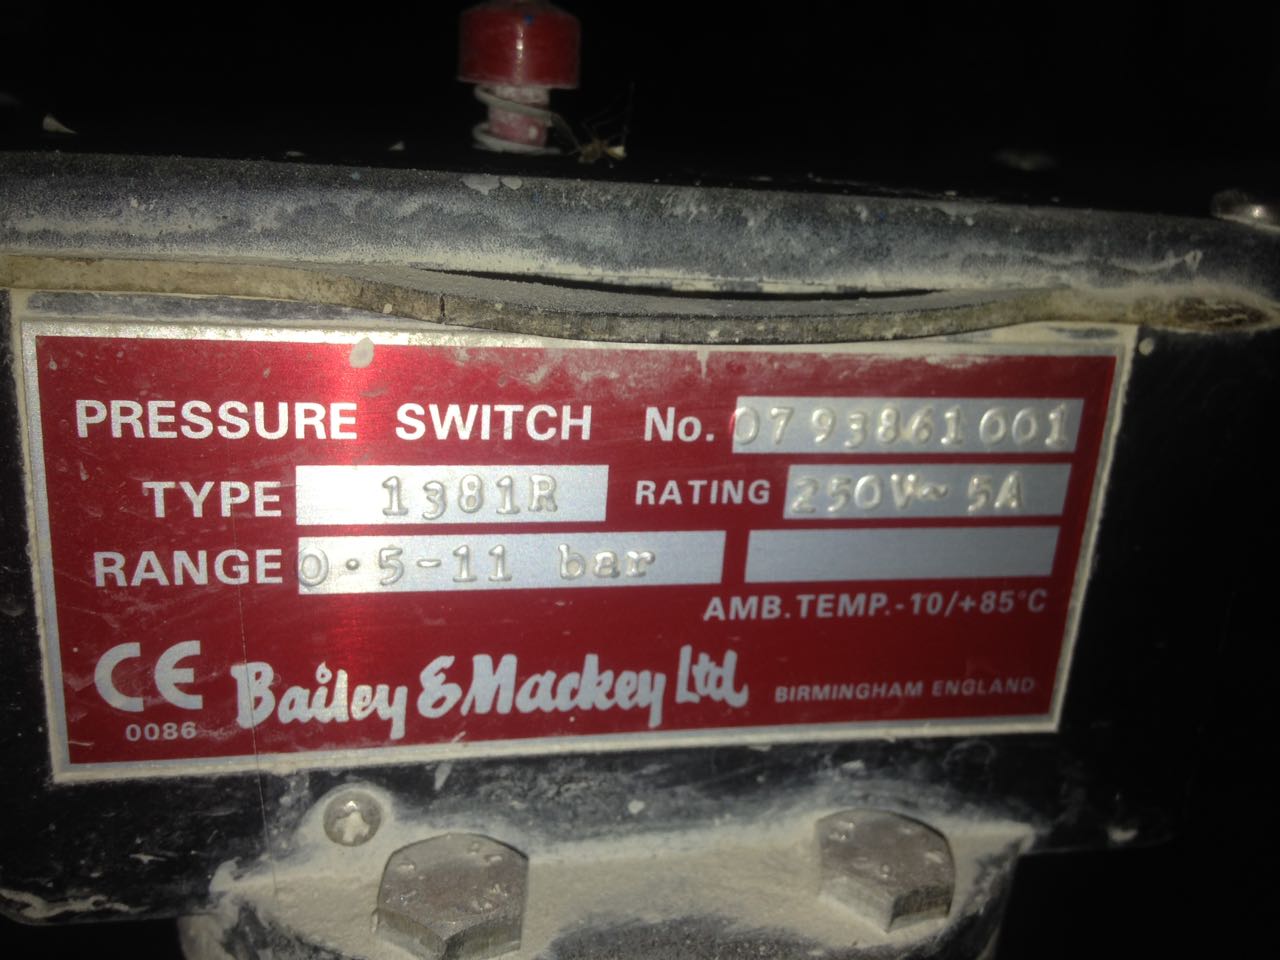 PRESSURE SWITCH No. 0793861001
TYPE 1381R RATING 250V~ 5A
RANGE 0·5-11 bar
AMB. TEMP. -10/+85°C
CE Bailey & Mackey Ltd BIRMINGHAM ENGLAND
0086